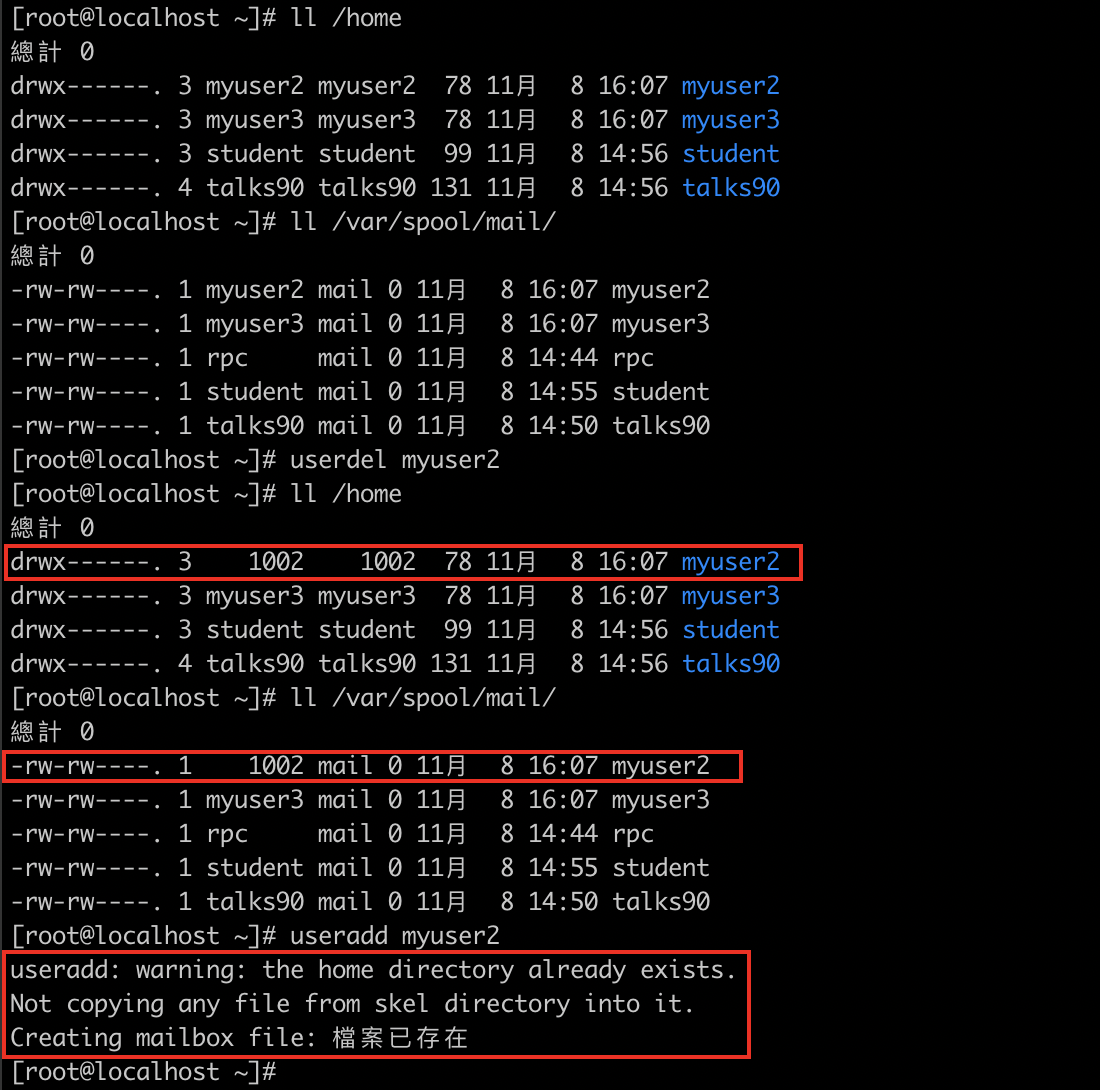 [root@localhost ~]# ll /home
總計 0
drwx------. 3 myuser2 myuser2  78 11月   8 16:07 myuser2
drwx------. 3 myuser3 myuser3  78 11月   8 16:07 myuser3
drwx------. 3 student student  99 11月   8 14:56 student
drwx------. 4 talks90 talks90 131 11月   8 14:56 talks90
[root@localhost ~]# ll /var/spool/mail/
總計 0
-rw-rw----. 1 myuser2 mail 0 11月   8 16:07 myuser2
-rw-rw----. 1 myuser3 mail 0 11月   8 16:07 myuser3
-rw-rw----. 1 rpc     mail 0 11月   8 14:44 rpc
-rw-rw----. 1 student mail 0 11月   8 14:55 student
-rw-rw----. 1 talks90 mail 0 11月   8 14:50 talks90
[root@localhost ~]# userdel myuser2
[root@localhost ~]# ll /home
總計 0
drwx------. 3    1002    1002  78 11月   8 16:07 myuser2
drwx------. 3 myuser3 myuser3  78 11月   8 16:07 myuser3
drwx------. 3 student student  99 11月   8 14:56 student
drwx------. 4 talks90 talks90 131 11月   8 14:56 talks90
[root@localhost ~]# ll /var/spool/mail/
總計 0
-rw-rw----. 1    1002 mail 0 11月   8 16:07 myuser2
-rw-rw----. 1 myuser3 mail 0 11月   8 16:07 myuser3
-rw-rw----. 1 rpc     mail 0 11月   8 14:44 rpc
-rw-rw----. 1 student mail 0 11月   8 14:55 student
-rw-rw----. 1 talks90 mail 0 11月   8 14:50 talks90
[root@localhost ~]# useradd myuser2
useradd: warning: the home directory already exists.
Not copying any file from skel directory into it.
Creating mailbox file: 檔案已存在
[root@localhost ~]#